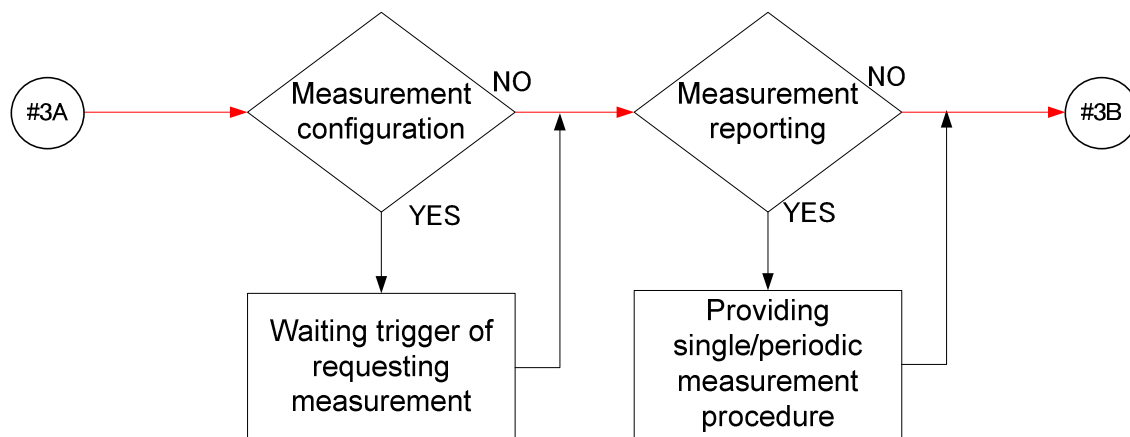 #3A
Measurement
configuration
NO
YES
Waiting trigger of
requesting
measurement
Measurement
reporting
NO
YES
Providing
single/periodic
measurement
procedure
#3B